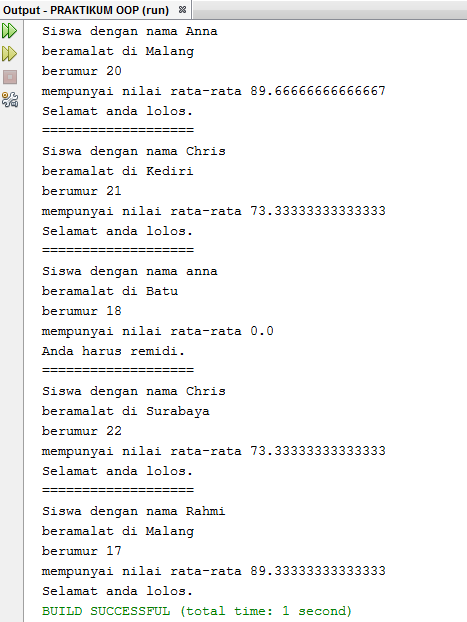 Output - PRAKTIKUM OOP (run)
Siswa dengan nama Anna
beramalat di Malang
berumur 20
mempunyai nilai rata-rata 89.66666666666667
Selamat anda lolos.
===================
Siswa dengan nama Chris
beramalat di Kediri
berumur 21
mempunyai nilai rata-rata 73.33333333333333
Selamat anda lolos.
===================
Siswa dengan nama anna
beramalat di Batu
berumur 18
mempunyai nilai rata-rata 0.0
Anda harus remidi.
===================
Siswa dengan nama Chris
beramalat di Surabaya
berumur 22
mempunyai nilai rata-rata 73.33333333333333
Selamat anda lolos.
===================
Siswa dengan nama Rahmi
beramalat di Malang
berumur 17
mempunyai nilai rata-rata 89.33333333333333
Selamat anda lolos.
BUILD SUCCESSFUL (total time: 1 second)